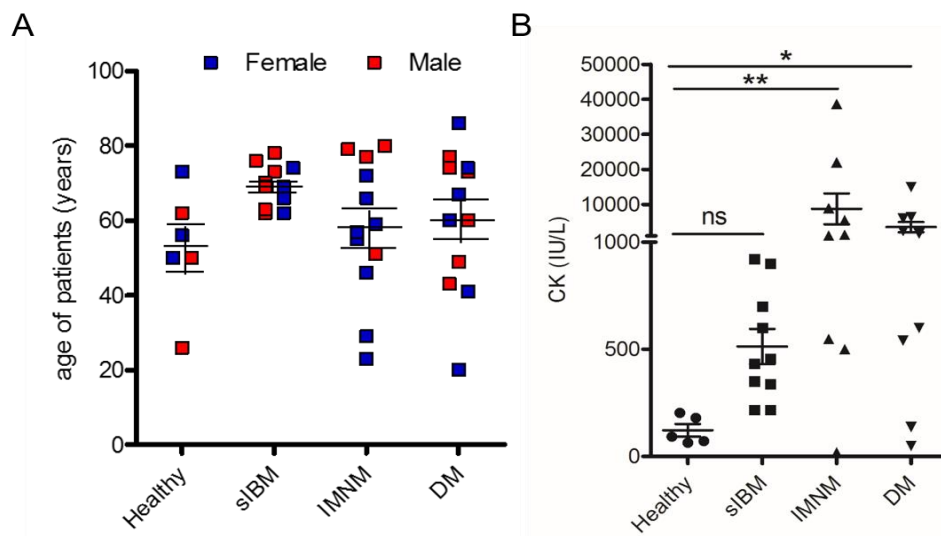 A
Female
Male
age of patients (years)
100
80
60
40
20
0
Healthy
sIBM
IMNM
DM
B
CK (IU/L)
50000
40000
30000
20000
10000
1000
500
0
*
**
ns
Healthy
sIBM
IMNM
DM